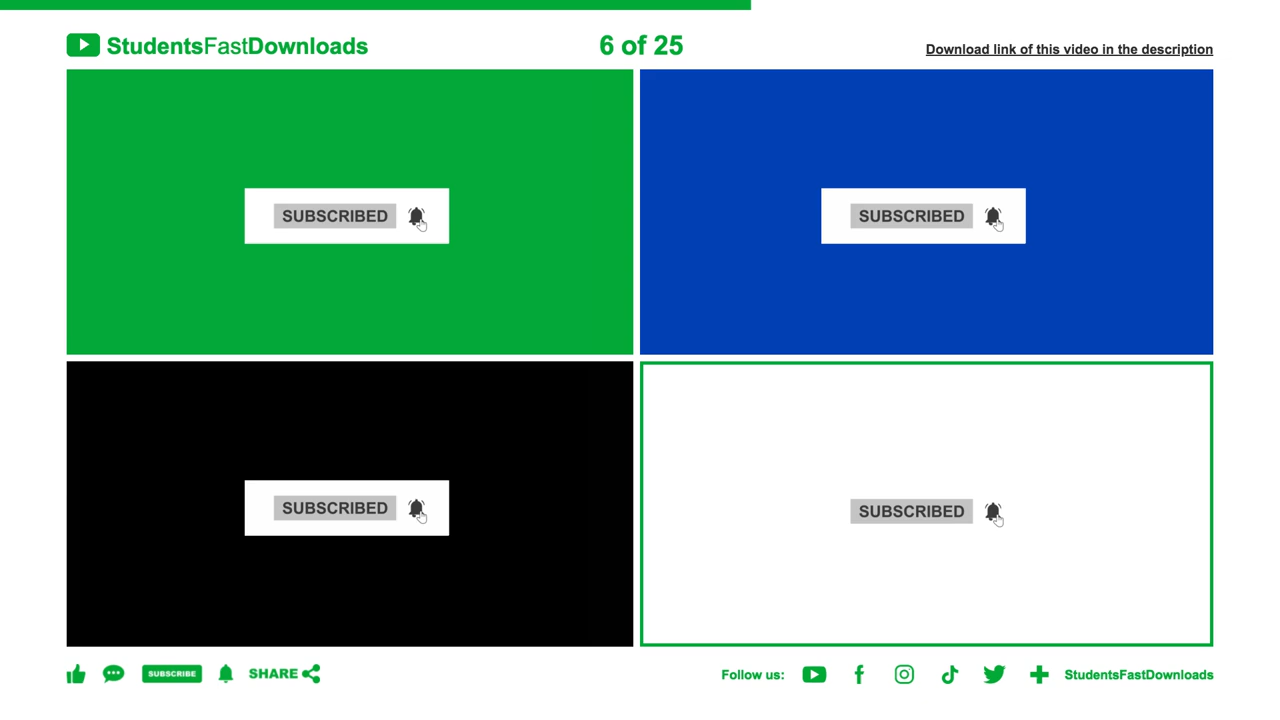 StudentsFastDownloads
6 of 25
Download link of this video in the description
SUBSCRIBED
SUBSCRIBED
SUBSCRIBED
SUBSCRIBED
SUBSCRIBE
SHARE
Follow us:
StudentsFastDownloads